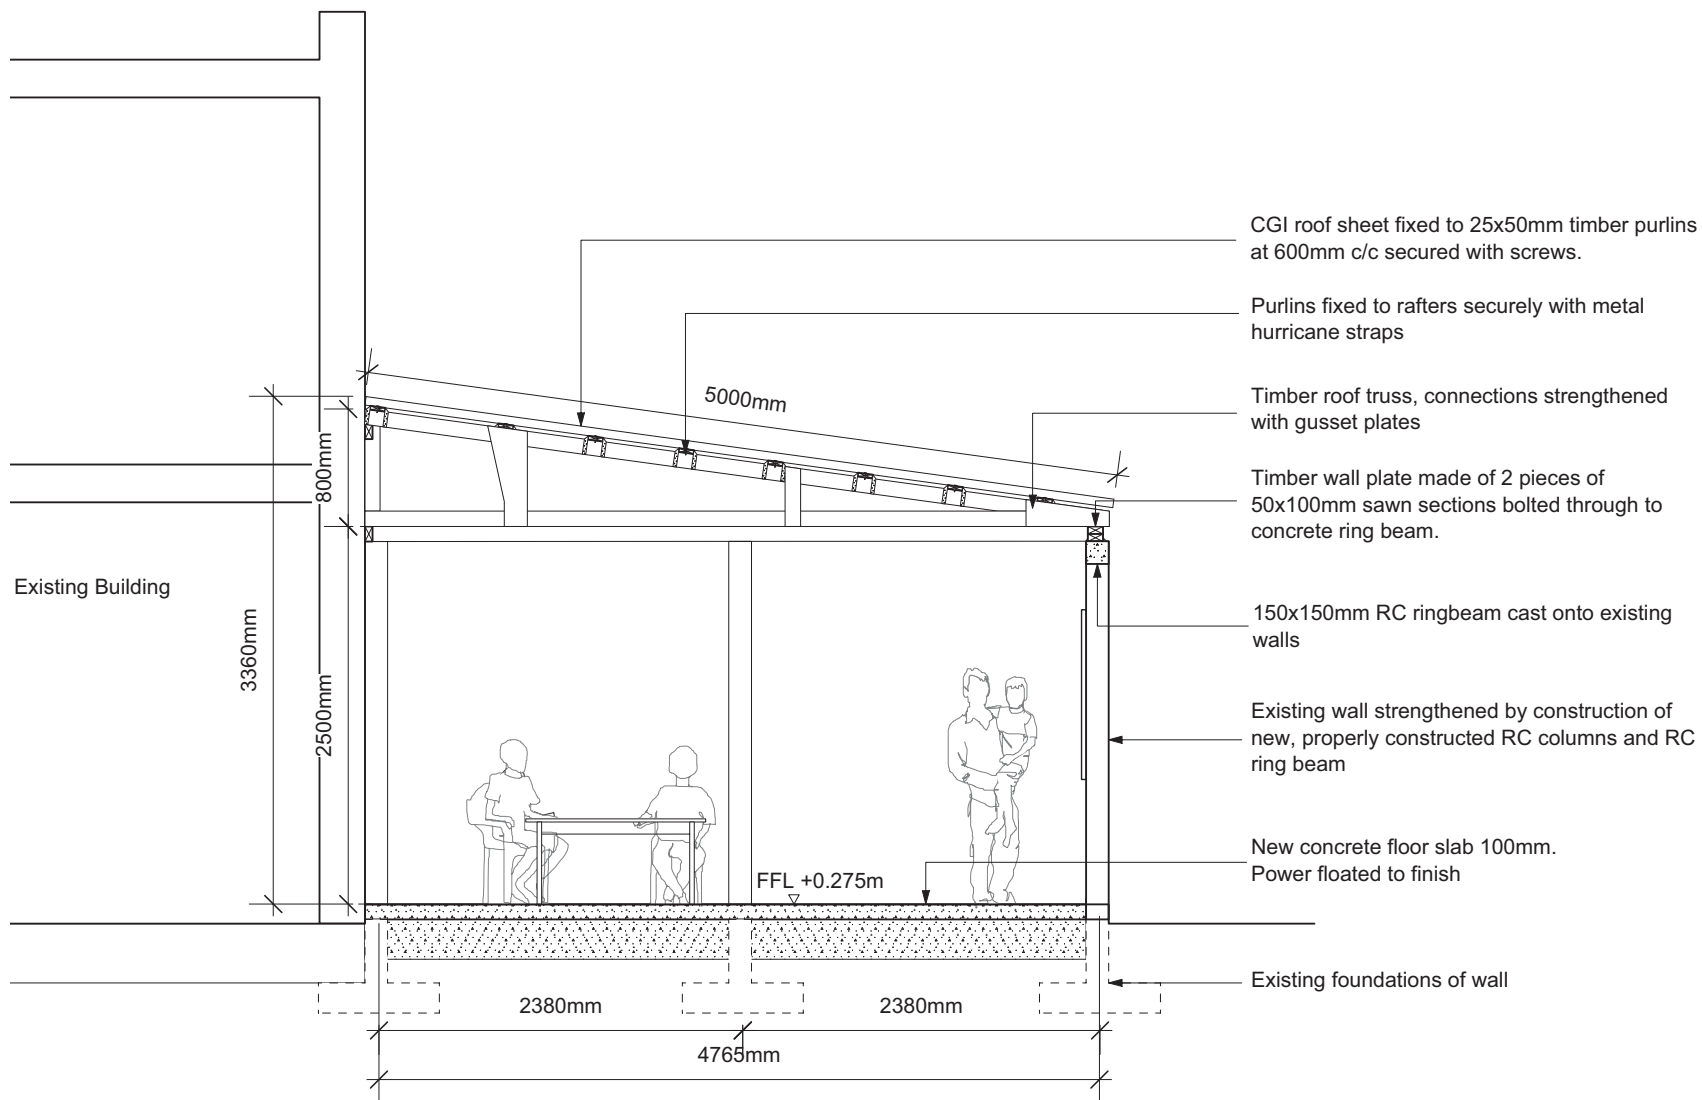 CGI roof sheet fixed to 25x50mm timber purlins
at 600mm c/c secured with screws.
Purlins fixed to rafters securely with metal
hurricane straps
5000mm
Timber roof truss, connections strengthened
with gusset plates
800mm
Timber wall plate made of 2 pieces of
50x100mm sawn sections bolted through to
concrete ring beam.
Existing Building
3360mm
2500mm
150x150mm RC ringbeam cast onto existing
walls
Existing wall strengthened by construction of
new, properly constructed RC columns and RC
ring beam
New concrete floor slab 100mm.
Power floated to finish
FFL +0.275m
Existing foundations of wall
2380mm
2380mm
4765mm